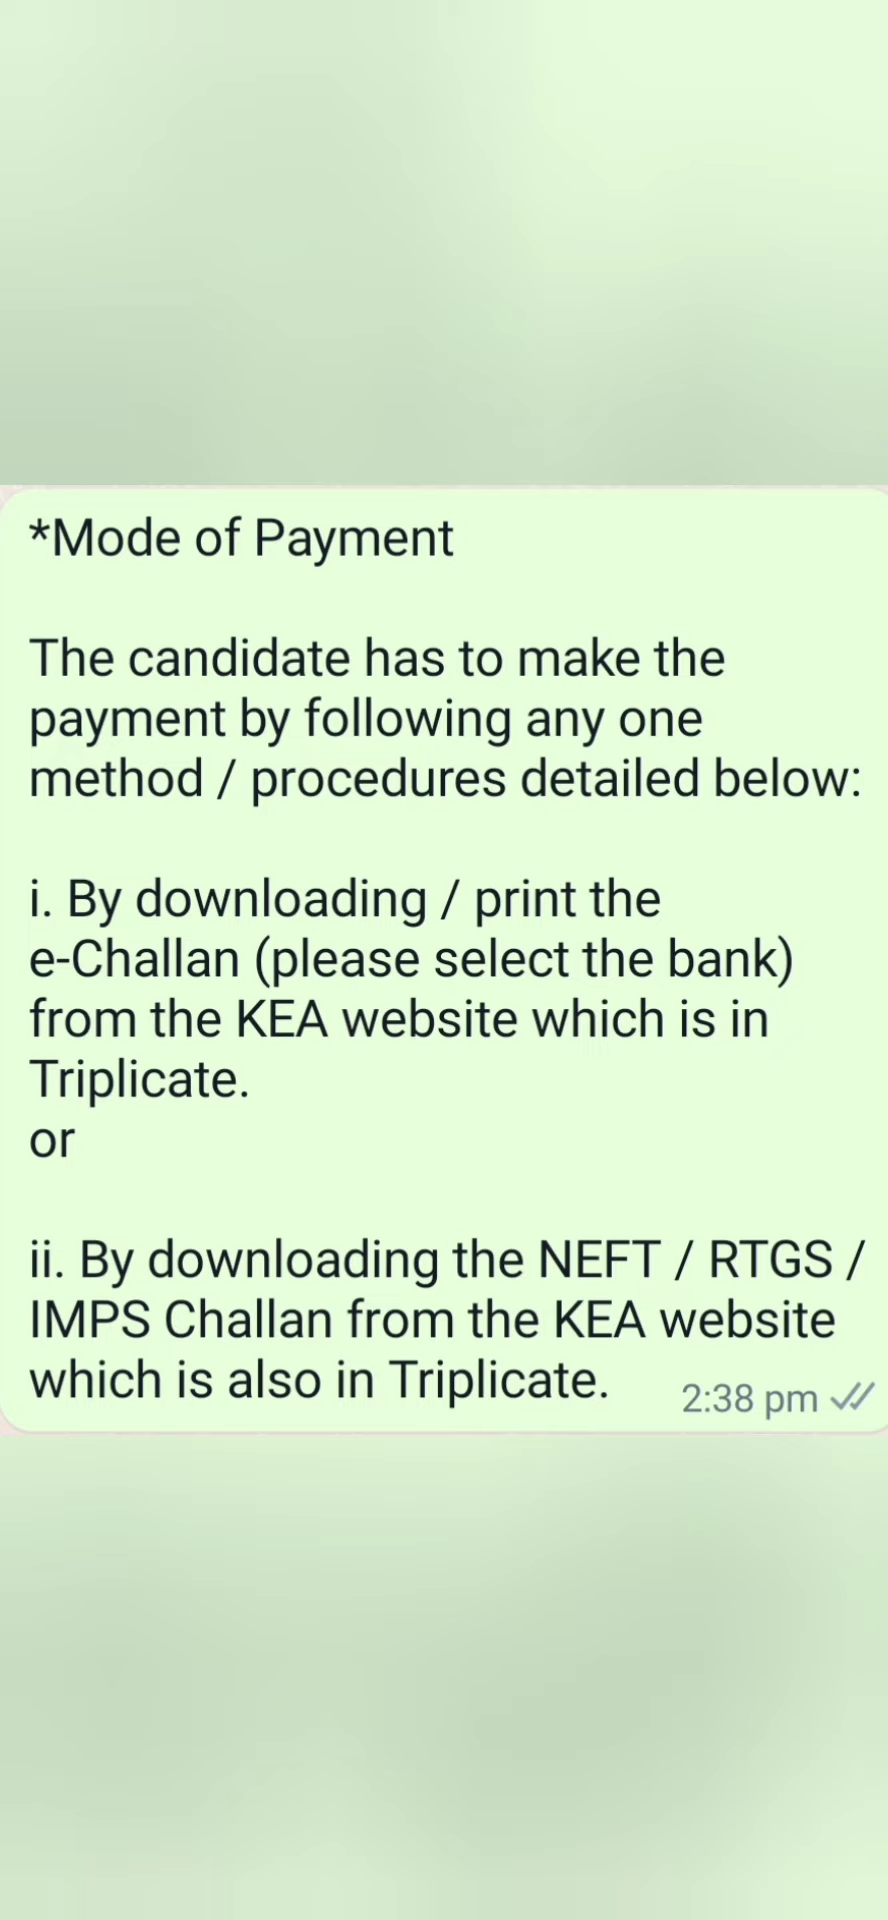 *Mode of Payment
The candidate has to make the
payment by following any one
method / procedures detailed below:
i. By downloading / print the
e-Challan (please select the bank)
from the KEA website which is in
Triplicate.
or
ii. By downloading the NEFT / RTGS /
IMPS Challan from the KEA website
which is also in Triplicate.
2:38 pm